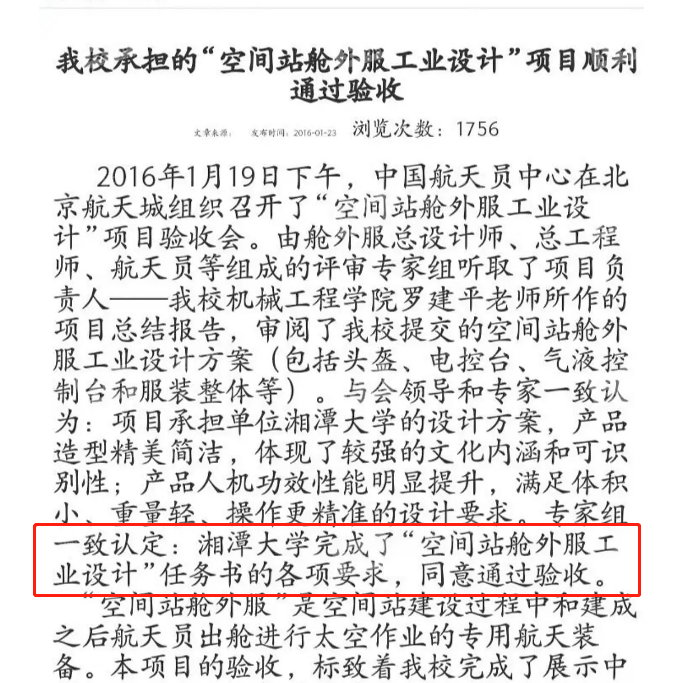 我校承担的“空间站舱外服工业设计”项目顺利
通过验收
文章来源： 发布时间：2016-01-23 浏览次数：1756
2016年1月19日下午，中国航天员中心在北
京航天城组织召开了“空间站舱外服工业设
计”项目验收会。由舱外服总设计师、总工程
师、航天员等组成的评审专家组听取了项目负
责人——我校机械工程学院罗建平老师所作的
项目总结报告，审阅了我校提交的空间站舱外
服工业设计方案（包括头盔、电控台、气液控
制台和服装整体等）。与会领导和专家一致认
为：项目承担单位湘潭大学的设计方案，产品
造型精美简洁，体现了较强的文化内涵和可识
别性；产品人机功效性能明显提升，满足体积
小、重量轻、操作更精准的设计要求。专家组
一致认定：湘潭大学完成了“空间站舱外服工
业设计”任务书的各项要求，同意通过验收。
“空间站舱外服”是空间站建设过程中和建成
之后航天员出舱进行太空作业的专用航天装
备。本项目的验收，标致着我校完成了展示中